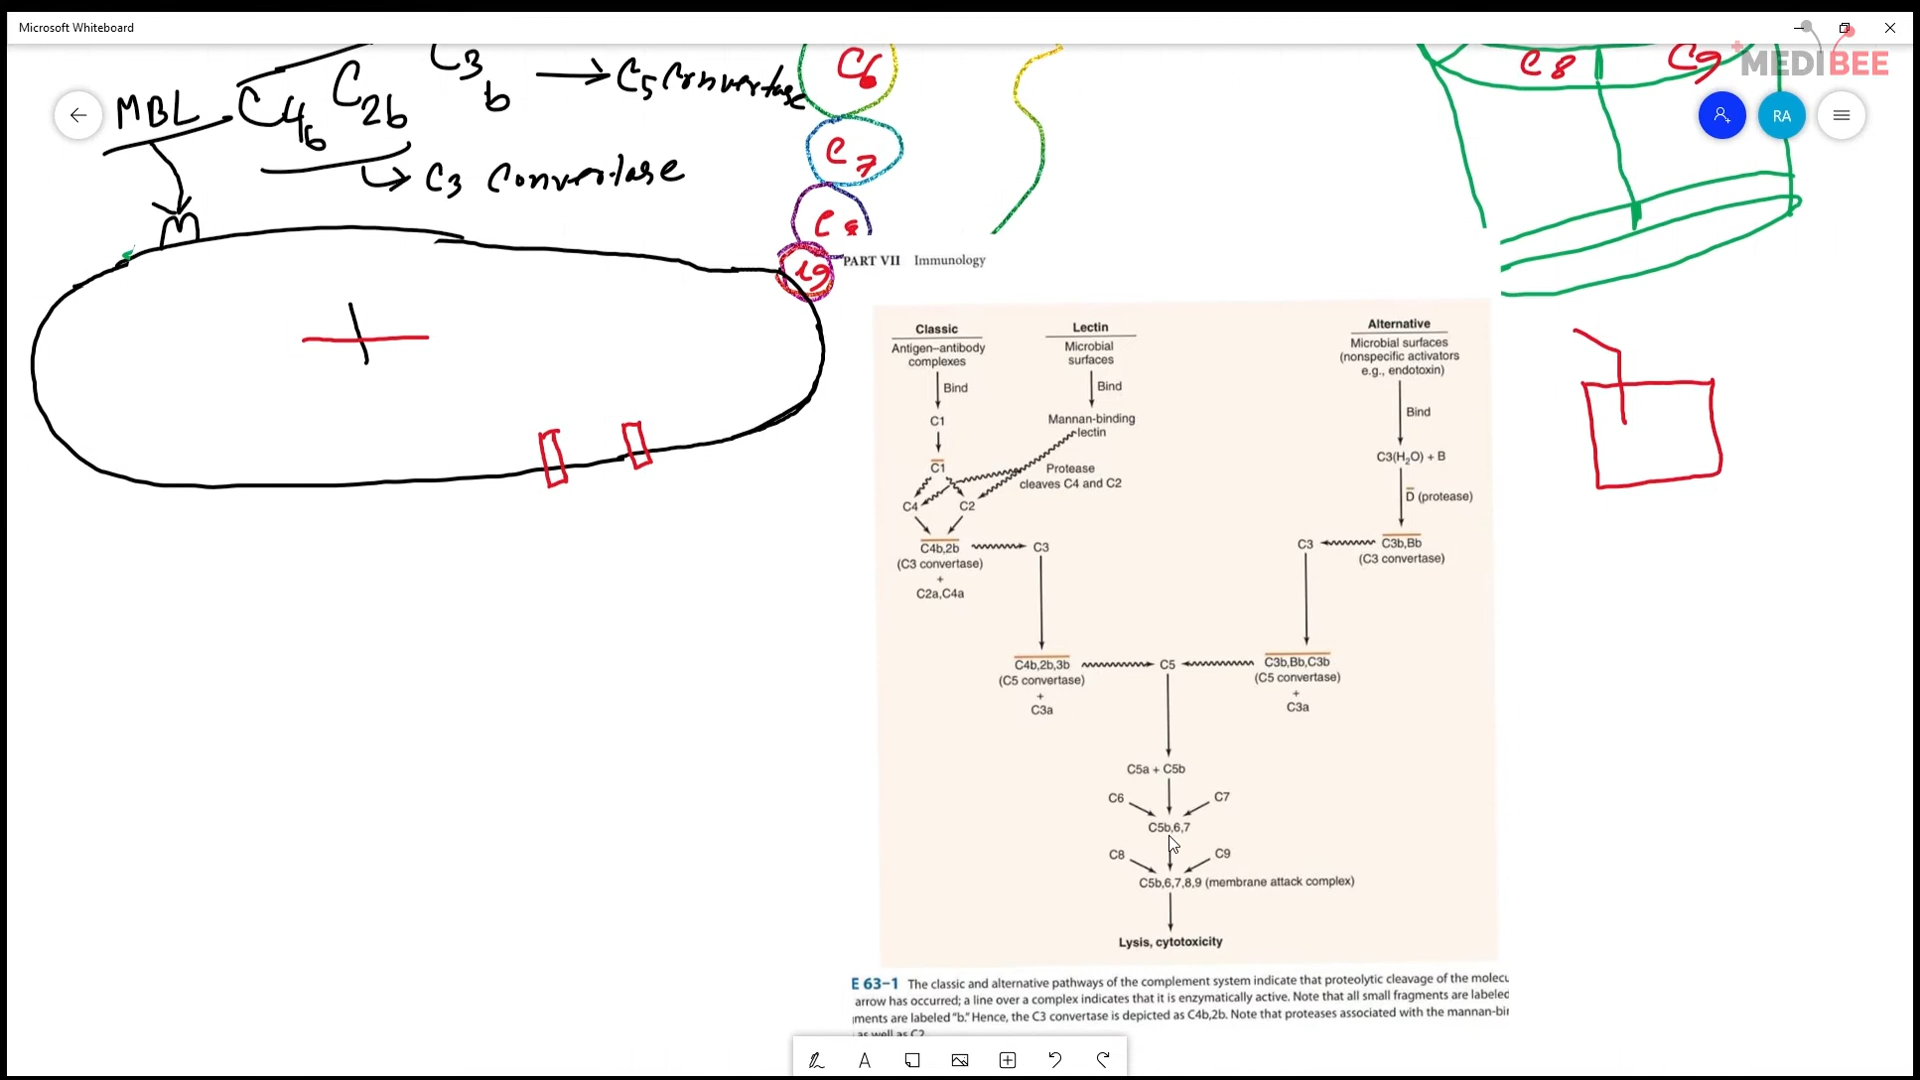 Microsoft Whiteboard
MEDIBEE
RA
C3b → C5 Convertase
MBL C4b C2b
C3 Convertase
M
C6
C7
C8
C9
C8 C9
PART VII Immunology
Classic
Antigen–antibody
complexes
Bind
C1
C1
C4 C2
C4b,2b
(C3 convertase)
+
C2a,C4a
Lectin
Microbial
surfaces
Bind
Mannan-binding
lectin
Protease
cleaves C4 and C2
C3
C4b,2b,3b
(C5 convertase)
+
C3a
Alternative
Microbial surfaces
(nonspecific activators
e.g., endotoxin)
Bind
C3(H₂O) + B
D (protease)
C3 C3b,Bb
(C3 convertase)
C5 C3b,Bb,C3b
(C5 convertase)
+
C3a
C5a + C5b
C6 C7
C5b,6,7
C8 C9
C5b,6,7,8,9 (membrane attack complex)
Lysis, cytotoxicity
E 63–1 The classic and alternative pathways of the complement system indicate that proteolytic cleavage of the molecu
arrow has occurred; a line over a complex indicates that it is enzymatically active. Note that all small fragments are labeled
ments are labeled "b." Hence, the C3 convertase is depicted as C4b,2b. Note that proteases associated with the mannan-bi
as well as C2
A